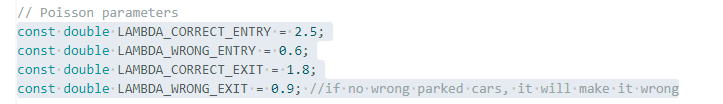 // Poisson parameters
const double LAMBDA_CORRECT_ENTRY = 2.5;
const double LAMBDA_WRONG_ENTRY = 0.6;
const double LAMBDA_CORRECT_EXIT = 1.8;
const double LAMBDA_WRONG_EXIT = 0.9; //if no wrong parked cars, it will make it wrong